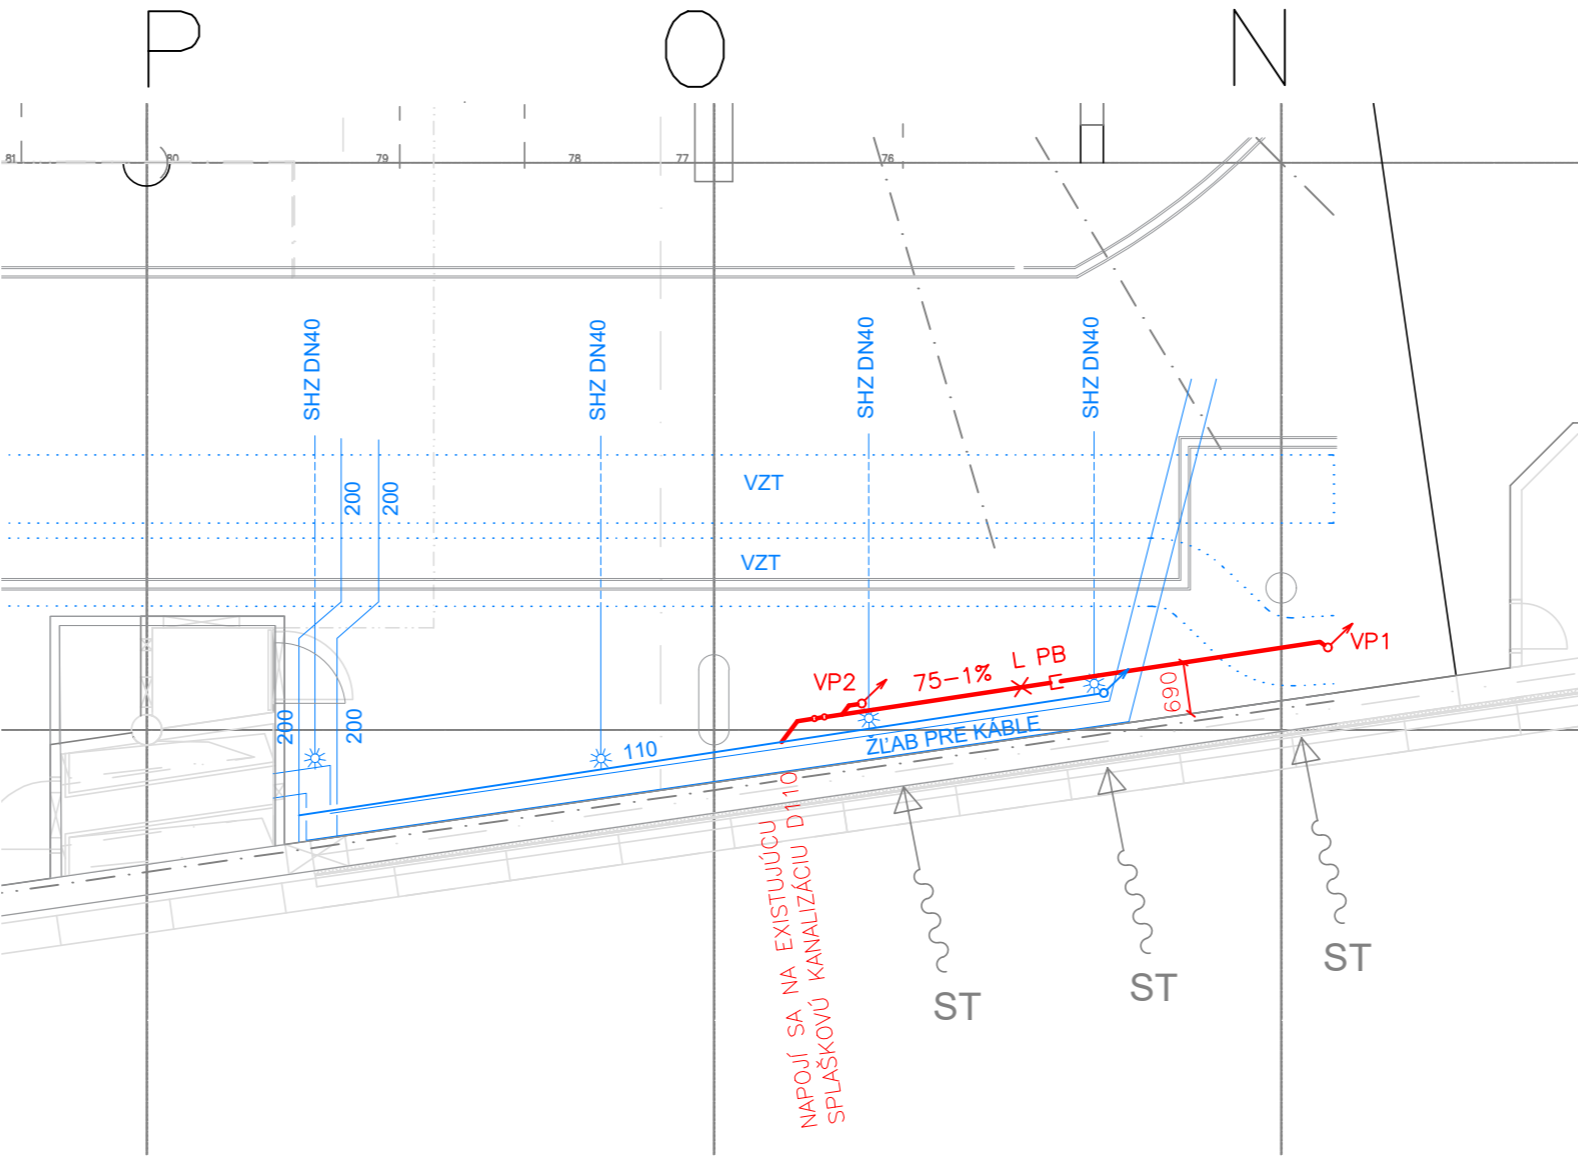 P O N
81 80 79 78 77 76
SHZ DN40 SHZ DN40 SHZ DN40 SHZ DN40
200 200
VZT
VZT
VP1
VP2 75-1% L PB
690
200 200
110
ŽĽAB PRE KÁBLE
NAPOJÍ SA NA EXISTUJÚCU
SPLAŠKOVÚ KANALIZÁCIU D110
ST ST ST